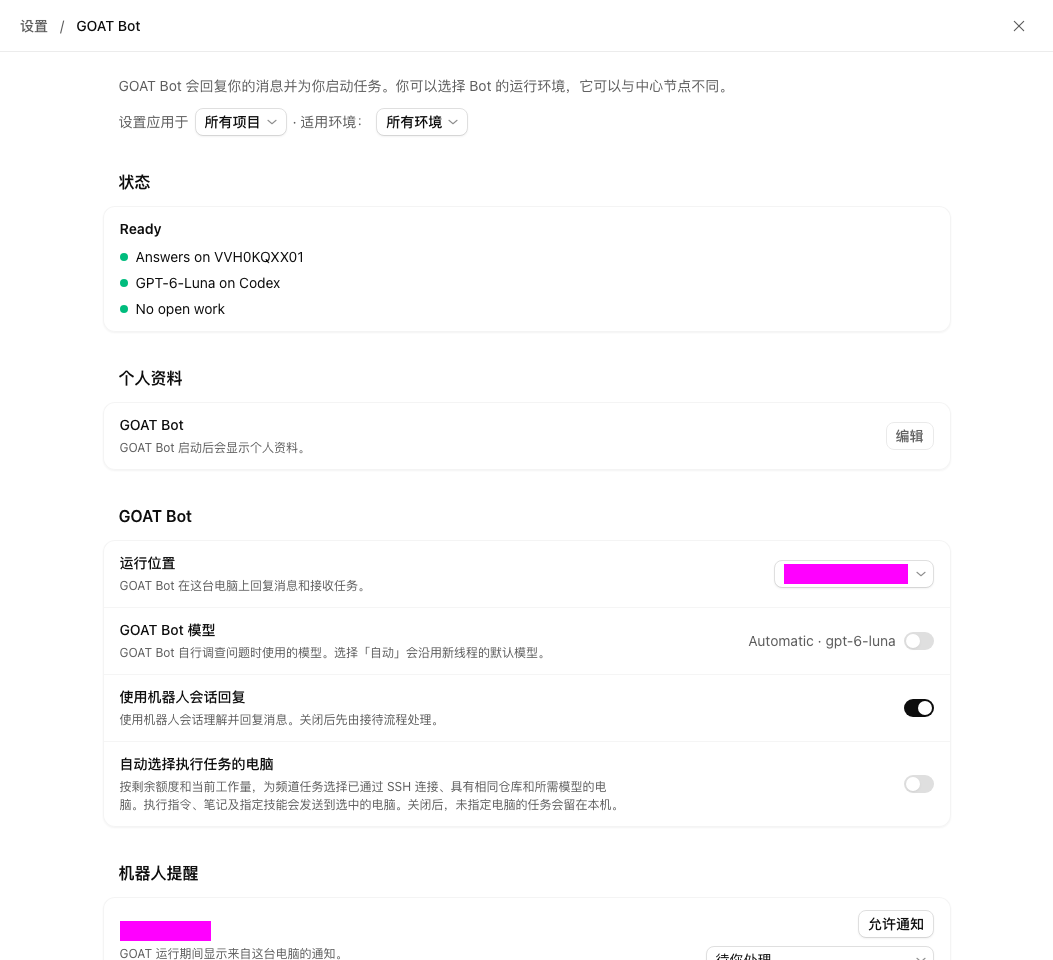 设置 / GOAT Bot
GOAT Bot 会回复你的消息并为你启动任务。你可以选择 Bot 的运行环境，它可以与中心节点不同。
设置应用于 所有项目 · 适用环境： 所有环境
状态
Ready
Answers on VVH0KQXX01
GPT-6-Luna on Codex
No open work
个人资料
GOAT Bot
GOAT Bot 启动后会显示个人资料。
编辑
GOAT Bot
运行位置
GOAT Bot 在这台电脑上回复消息和接收任务。
GOAT Bot 模型
GOAT Bot 自行调查问题时使用的模型。选择「自动」会沿用新线程的默认模型。
Automatic · gpt-6-luna
使用机器人会话回复
使用机器人会话理解并回复消息。关闭后先由接待流程处理。
自动选择执行任务的电脑
按剩余额度和当前工作量，为频道任务选择已通过 SSH 连接、具有相同仓库和所需模型的电
脑。执行指令、笔记及指定技能会发送到选中的电脑。关闭后，未指定电脑的任务会留在本机。
机器人提醒
允许通知
GOAT 运行期间显示来自这台电脑的通知。
待你处理